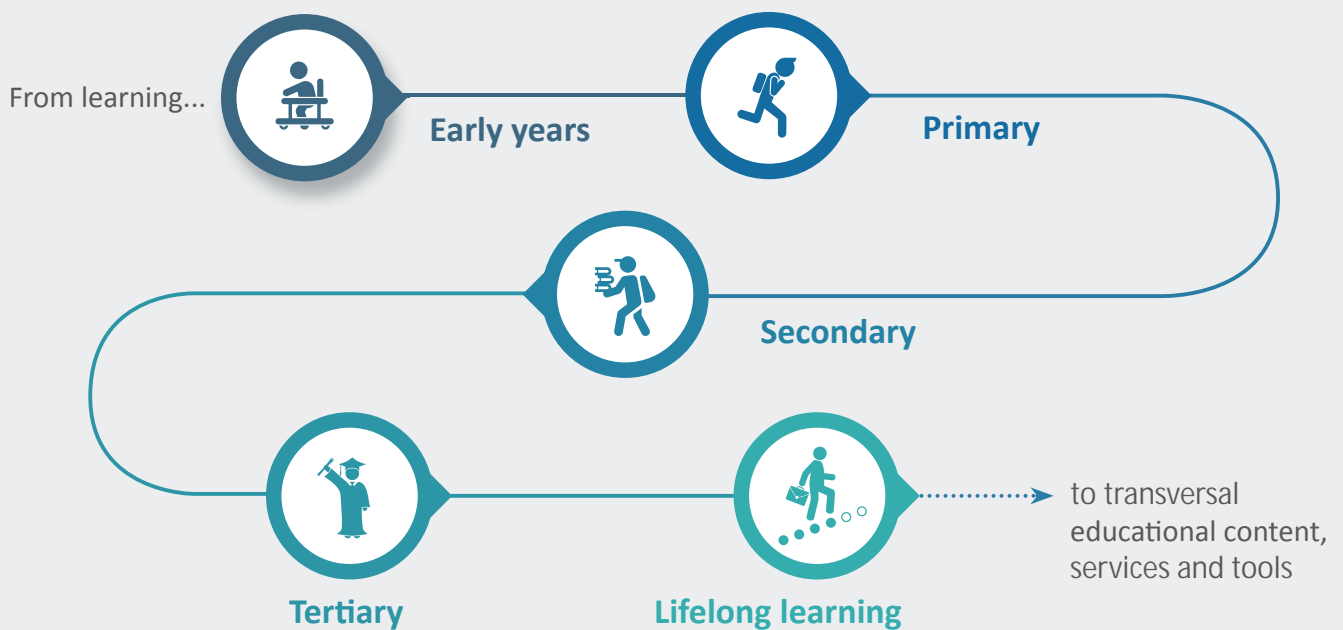 From learning...
Early years
Primary
Secondary
Tertiary
Lifelong learning
to transversal
educational content,
services and tools